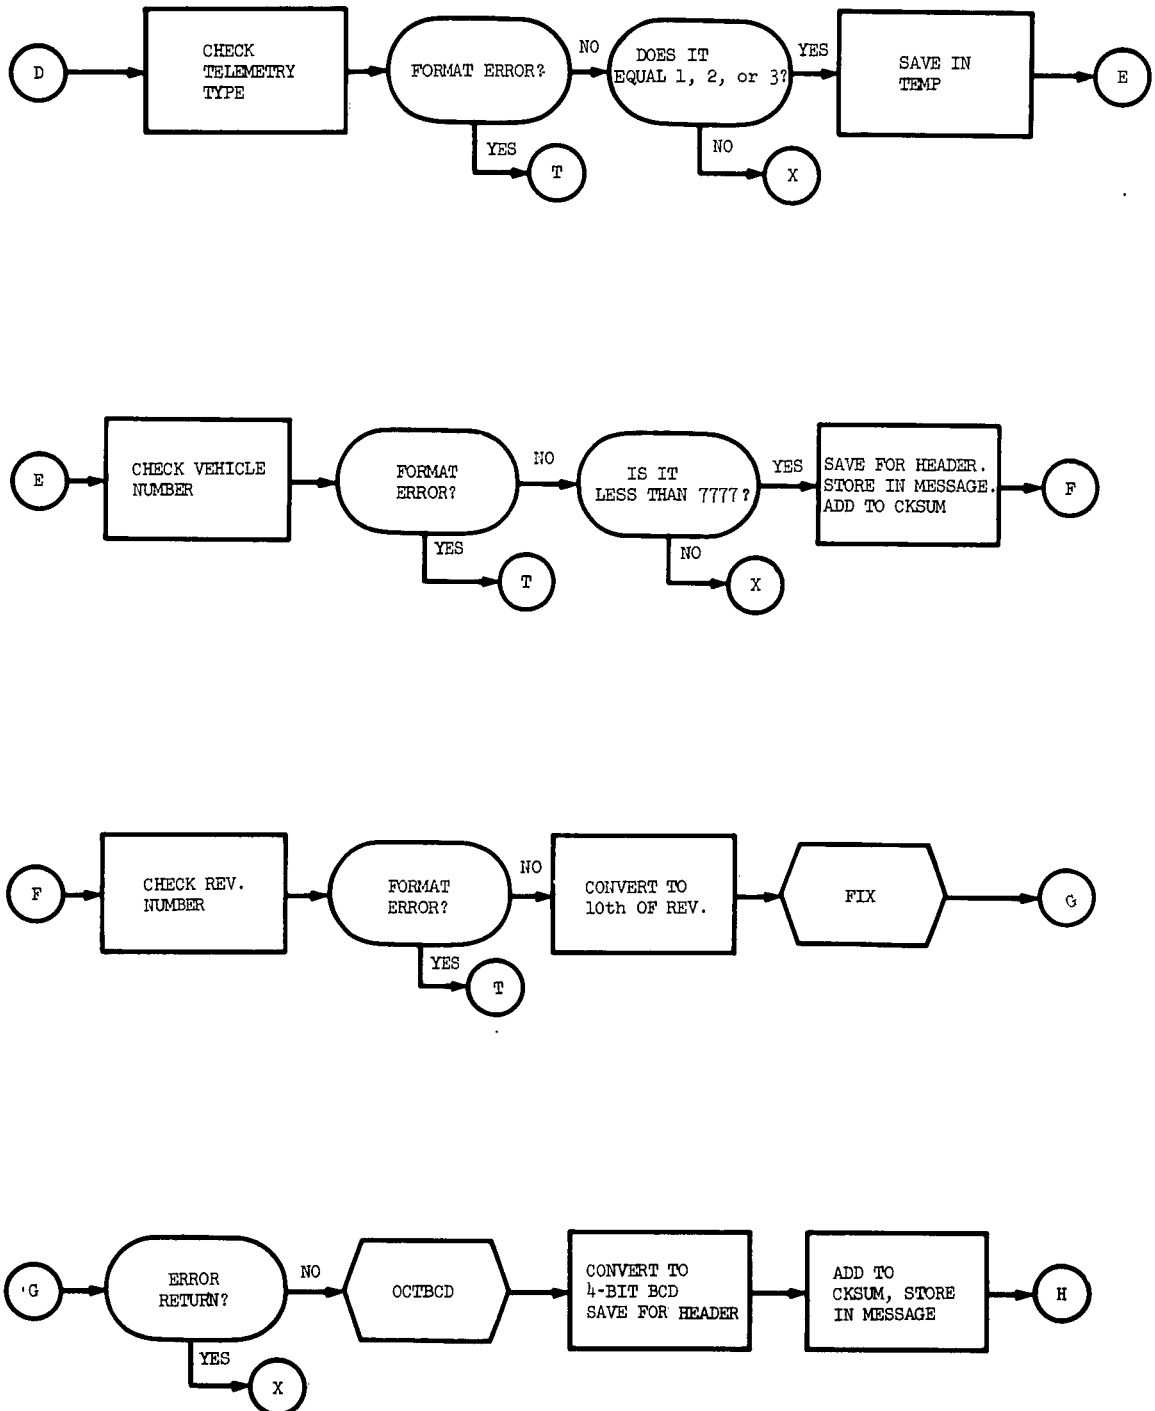 D
CHECK
TELEMETRY
TYPE
FORMAT ERROR?
NO
DOES IT
EQUAL 1, 2, or 3?
YES
SAVE IN
TEMP
E
YES
T
NO
X
E
CHECK VEHICLE
NUMBER
FORMAT
ERROR?
NO
IS IT
LESS THAN 7777?
YES
SAVE FOR HEADER.
STORE IN MESSAGE.
ADD TO CKSUM
F
YES
T
NO
X
F
CHECK REV.
NUMBER
FORMAT
ERROR?
NO
CONVERT TO
10th OF REV.
FIX
G
YES
T
G
ERROR
RETURN?
NO
OCTBCD
CONVERT TO
4-BIT BCD
SAVE FOR HEADER
ADD TO
CKSUM, STORE
IN MESSAGE
H
YES
X